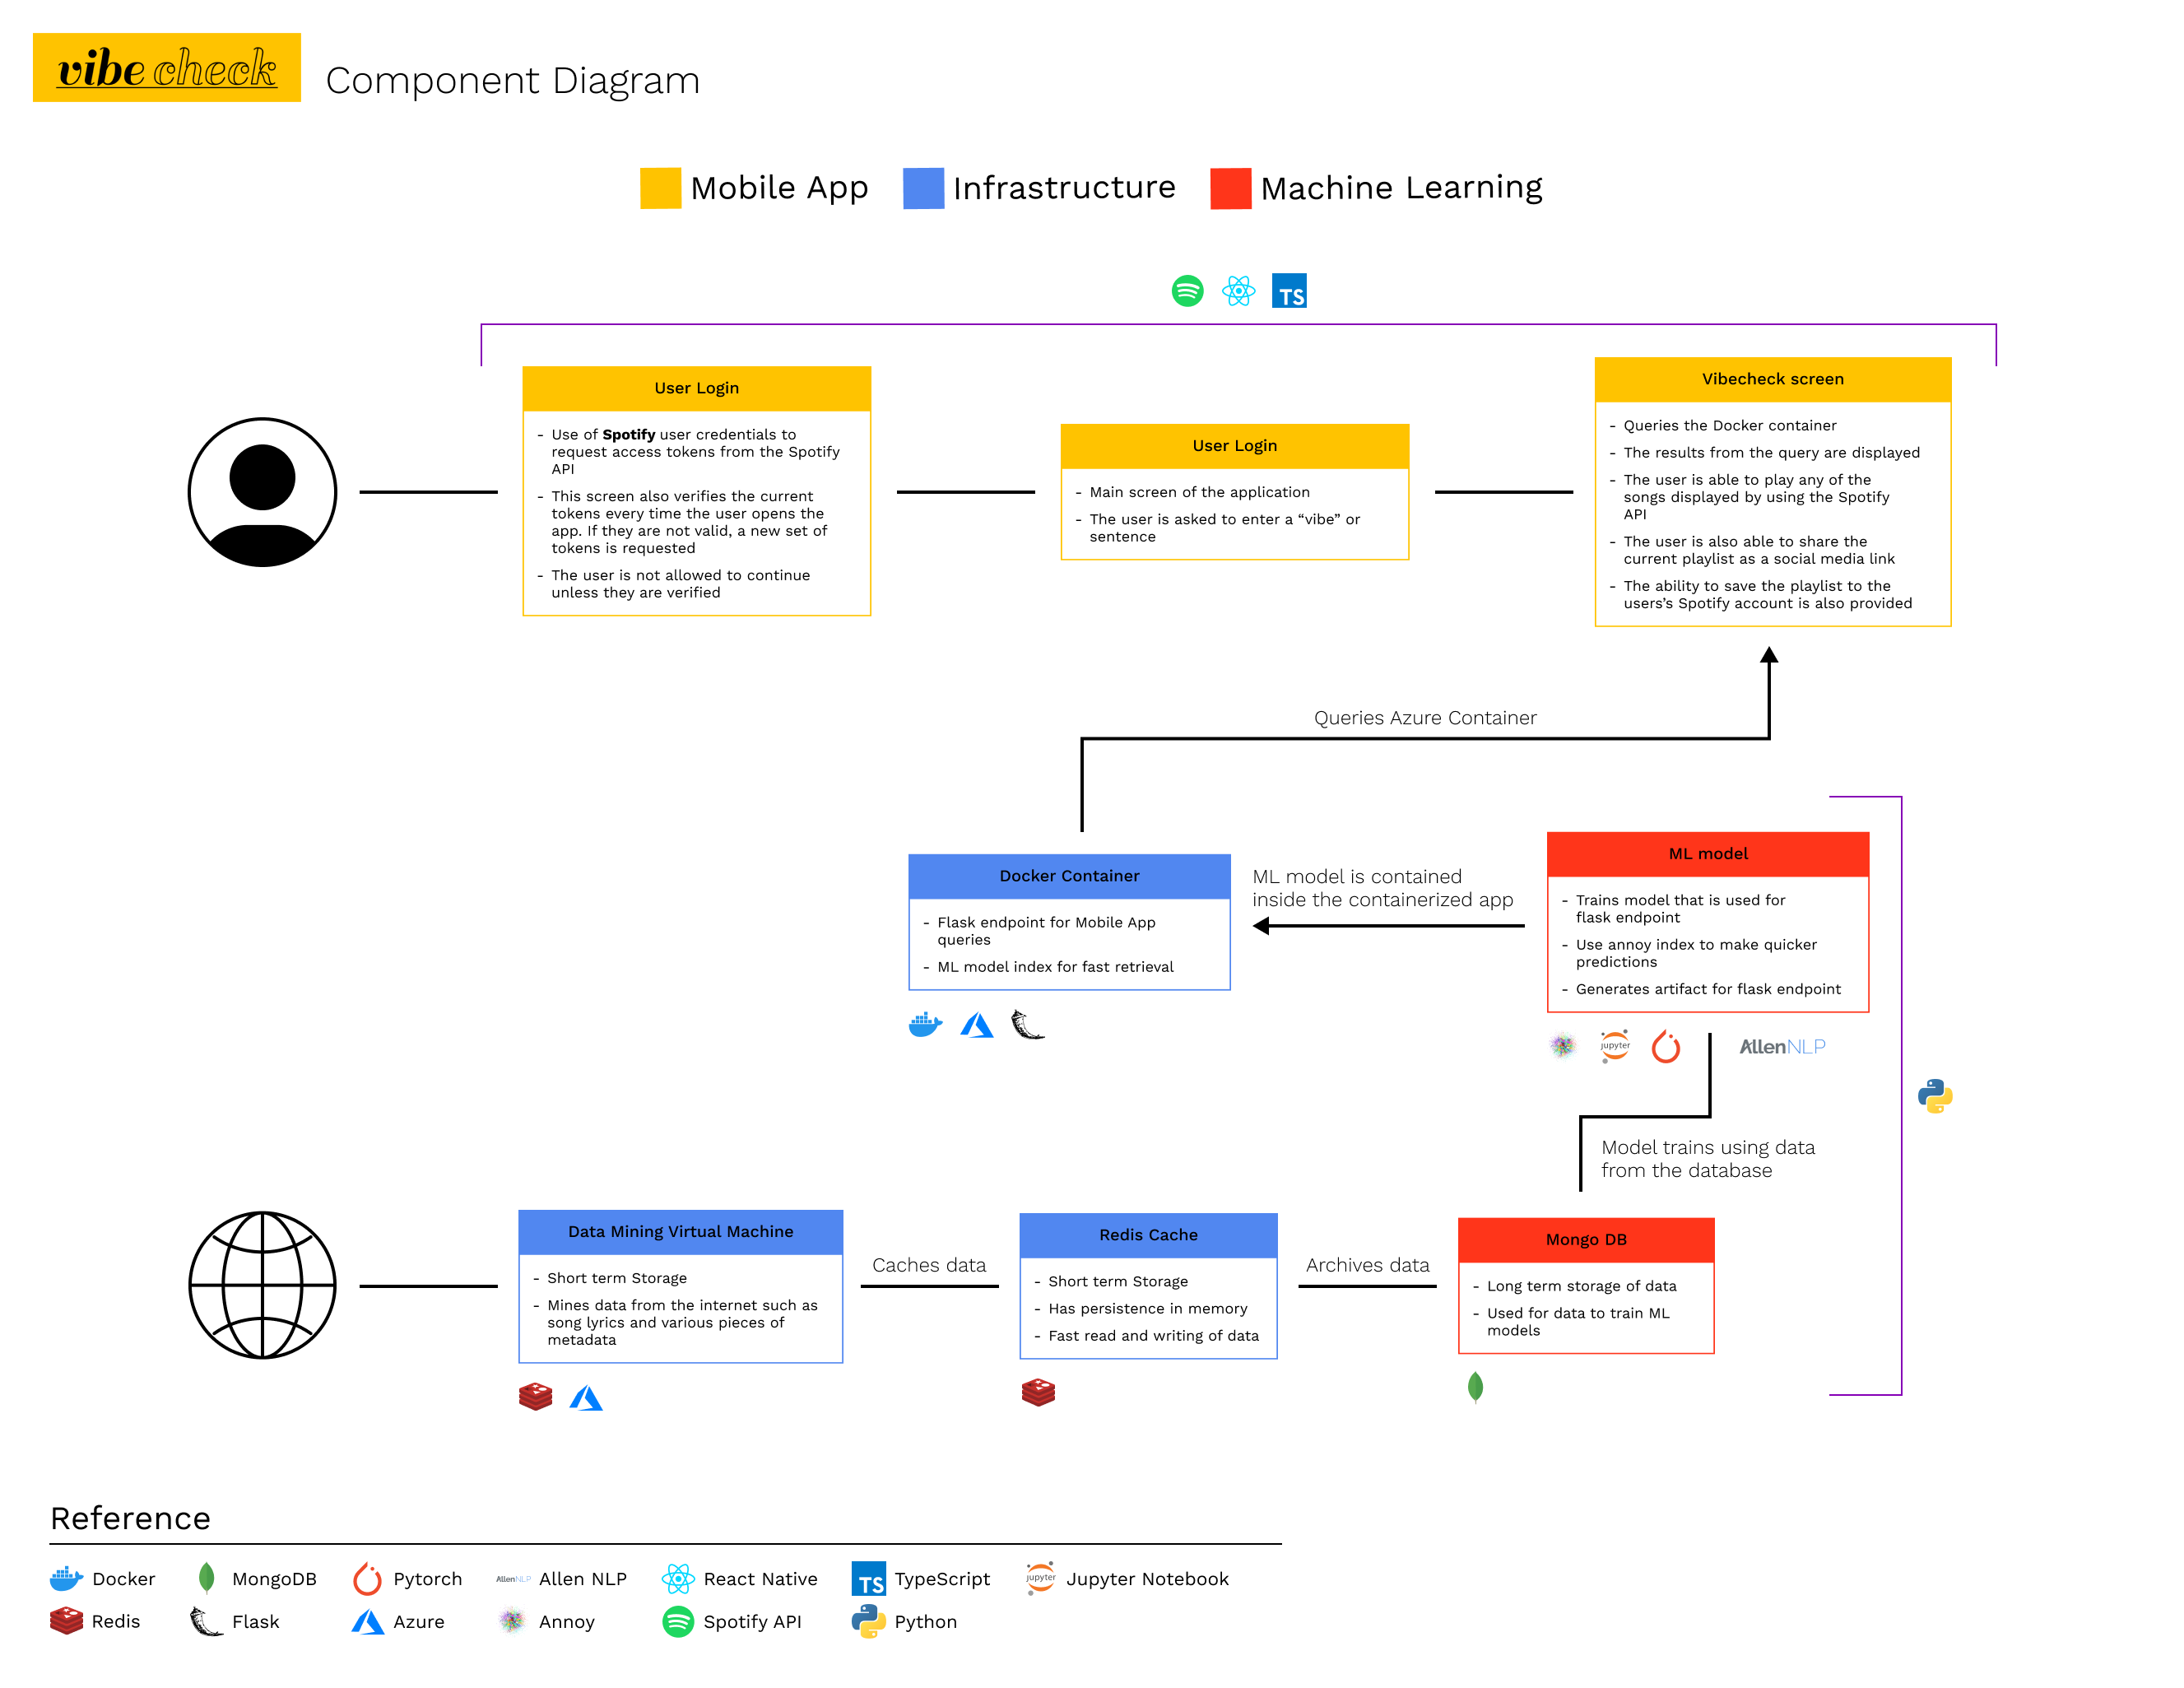 vibe check
Component Diagram
Mobile App
Infrastructure
Machine Learning
TS
User Login
- Use of Spotify user credentials to
request access tokens from the Spotify
API
- This screen also verifies the current
tokens every time the user opens the
app. If they are not valid, a new set of
tokens is requested
- The user is not allowed to continue
unless they are verified
User Login
- Main screen of the application
- The user is asked to enter a “vibe” or
sentence
Vibecheck screen
- Queries the Docker container
- The results from the query are displayed
- The user is able to play any of the
songs displayed by using the Spotify
API
- The user is also able to share the
current playlist as a social media link
- The ability to save the playlist to the
users’s Spotify account is also provided
Queries Azure Container
Docker Container
- Flask endpoint for Mobile App
queries
- ML model index for fast retrieval
ML model is contained
inside the containerized app
ML model
- Trains model that is used for
flask endpoint
- Use annoy index to make quicker
predictions
- Generates artifact for flask endpoint
jupyter
AllenNLP
Model trains using data
from the database
Data Mining Virtual Machine
- Short term Storage
- Mines data from the internet such as
song lyrics and various pieces of
metadata
Caches data
Redis Cache
- Short term Storage
- Has persistence in memory
- Fast read and writing of data
Archives data
Mongo DB
- Long term storage of data
- Used for data to train ML
models
Reference
Docker
MongoDB
Pytorch
AllenNLP
Allen NLP
React Native
TS
TypeScript
jupyter
Jupyter Notebook
Redis
Flask
Azure
Annoy
Spotify API
Python